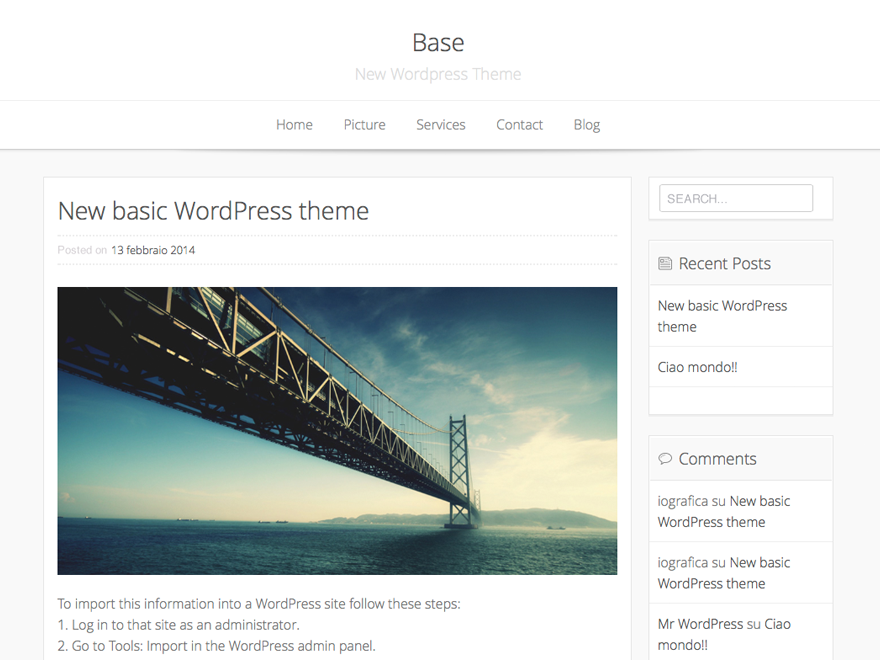 Base
New Wordpress Theme
Home Picture Services Contact Blog
New basic WordPress theme
Posted on 13 febbraio 2014
To import this information into a WordPress site follow these steps:
1. Log in to that site as an administrator.
2. Go to Tools: Import in the WordPress admin panel.
SEARCH...
Recent Posts
New basic WordPress
theme
Ciao mondo!!
Comments
iografica su New basic
WordPress theme
iografica su New basic
WordPress theme
Mr WordPress su Ciao
mondo!!